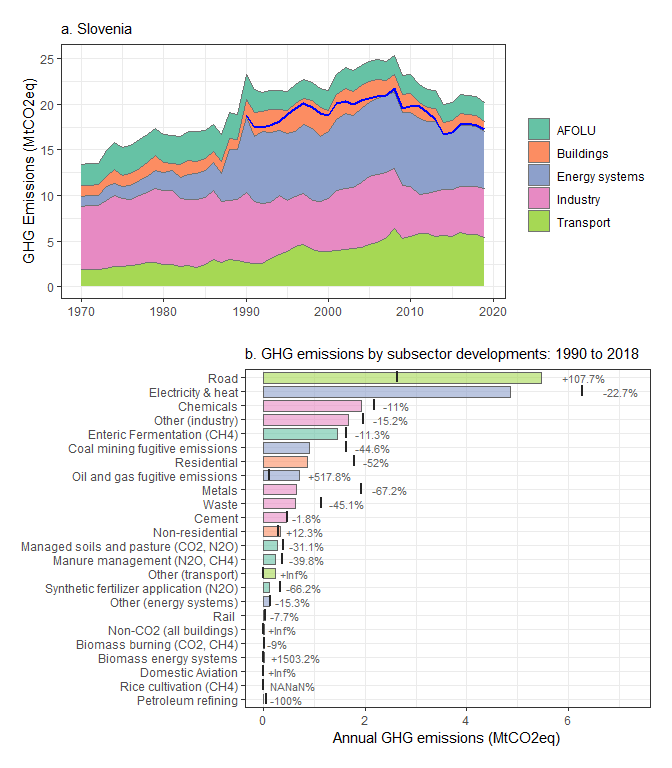 a. Slovenia
GHG Emissions (MtCO2eq)
25
20
15
10
5
0
1970
1980
1990
2000
2010
2020
AFOLU
Buildings
Energy systems
Industry
Transport
b. GHG emissions by subsector developments: 1990 to 2018
Road +107.7%
Electricity & heat -22.7%
Chemicals -11%
Other (industry) -15.2%
Enteric Fermentation (CH4) -11.3%
Coal mining fugitive emissions -44.6%
Residential -52%
Oil and gas fugitive emissions +517.8%
Metals -67.2%
Waste -45.1%
Cement -1.8%
Non-residential +12.3%
Managed soils and pasture (CO2, N2O) -31.1%
Manure management (N2O, CH4) -39.8%
Other (transport) +Inf%
Synthetic fertilizer application (N2O) -66.2%
Other (energy systems) -15.3%
Rail -7.7%
Non-CO2 (all buildings) +Inf%
Biomass burning (CO2, CH4) -9%
Biomass energy systems +1503.2%
Domestic Aviation +Inf%
Rice cultivation (CH4) NANaN%
Petroleum refining -100%
0
2
4
6
Annual GHG emissions (MtCO2eq)